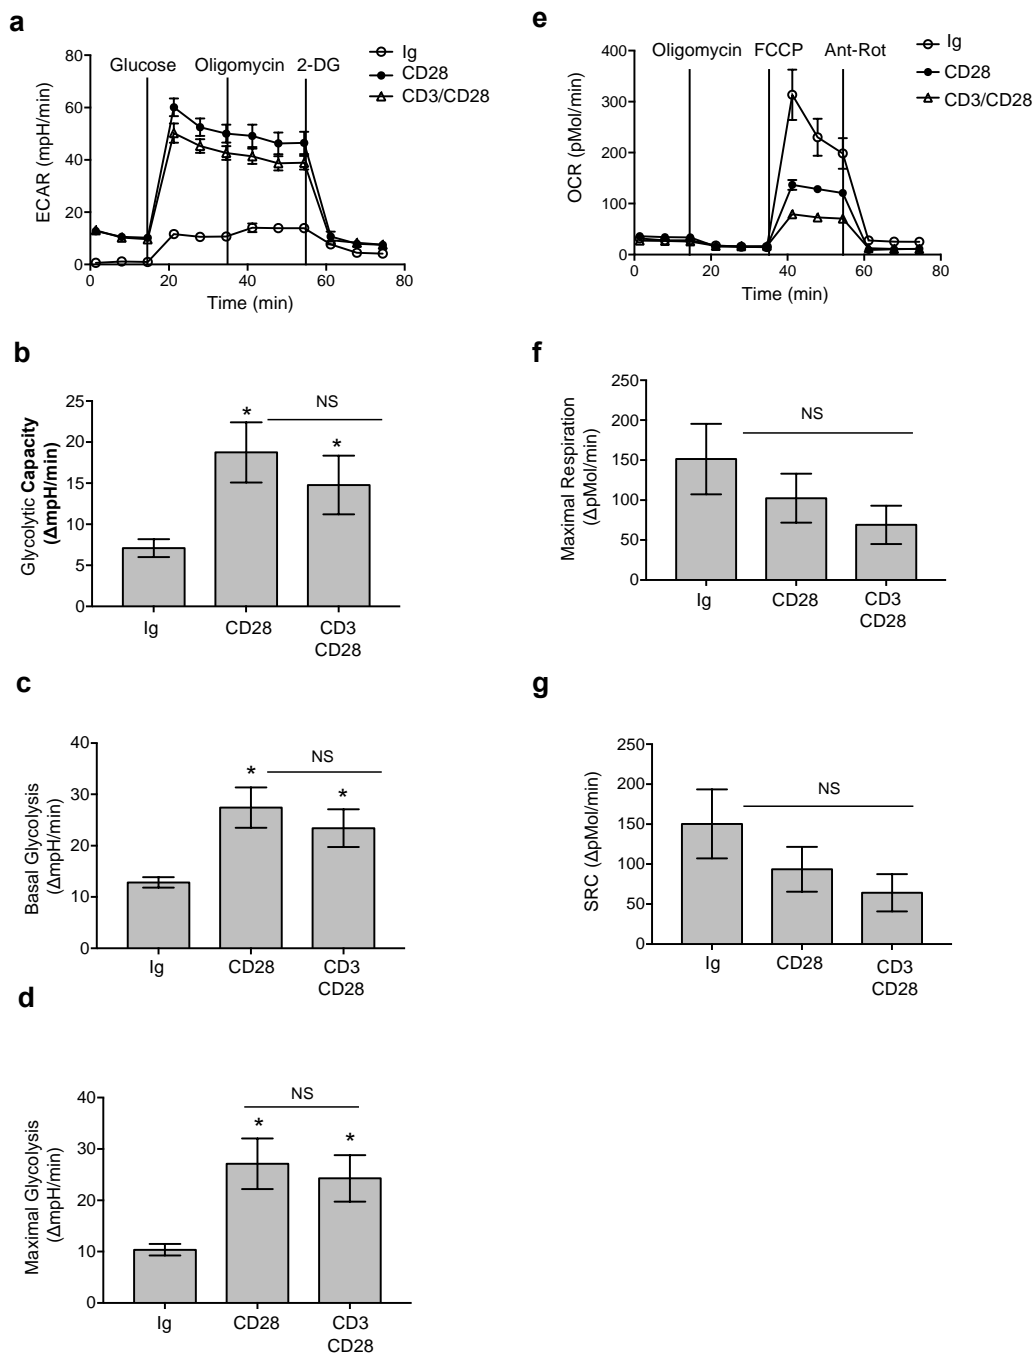 a
Glucose Oligomycin 2-DG
Ig
CD28
CD3/CD28
ECAR (mpH/min)
80
60
40
20
0
0 20 40 60 80
Time (min)
e
Oligomycin FCCP Ant-Rot
Ig
CD28
CD3/CD28
OCR (pMol/min)
400
300
200
100
0
0 20 40 60 80
Time (min)
b
Glycolytic Capacity
(ΔmpH/min)
25
20
15
10
5
0
NS
*
*
Ig CD28 CD3
CD28
f
Maximal Respiration
(ΔpMol/min)
250
200
150
100
50
0
NS
Ig CD28 CD3
CD28
c
Basal Glycolysis
(ΔmpH/min)
40
30
20
10
0
NS
*
*
Ig CD28 CD3
CD28
g
SRC (ΔpMol/min)
250
200
150
100
50
0
NS
Ig CD28 CD3
CD28
d
Maximal Glycolysis
(ΔmpH/min)
40
30
20
10
0
NS
*
*
Ig CD28 CD3
CD28